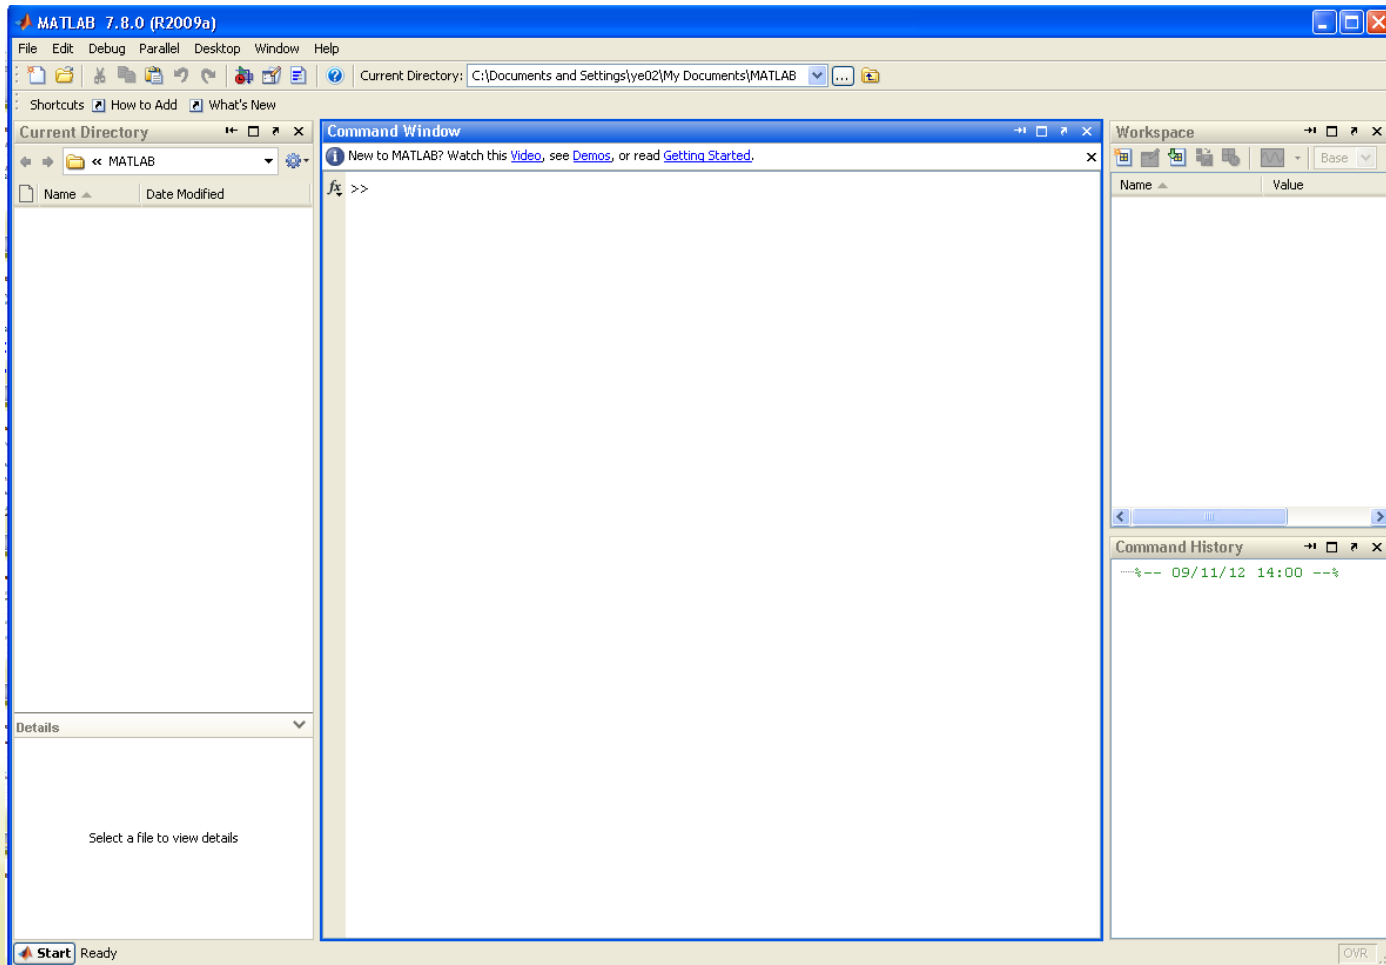 MATLAB 7.8.0 (R2009a)
File Edit Debug Parallel Desktop Window Help
Current Directory: C:\Documents and Settings\ye02\My Documents\MATLAB ...
Shortcuts How to Add What's New
Current Directory
« MATLAB
Name Date Modified
Details
Select a file to view details
Command Window
New to MATLAB? Watch this Video, see Demos, or read Getting Started.
fx >>
Workspace
Base
Name Value
Command History
%-- 09/11/12 14:00 --%
Start Ready
OVR